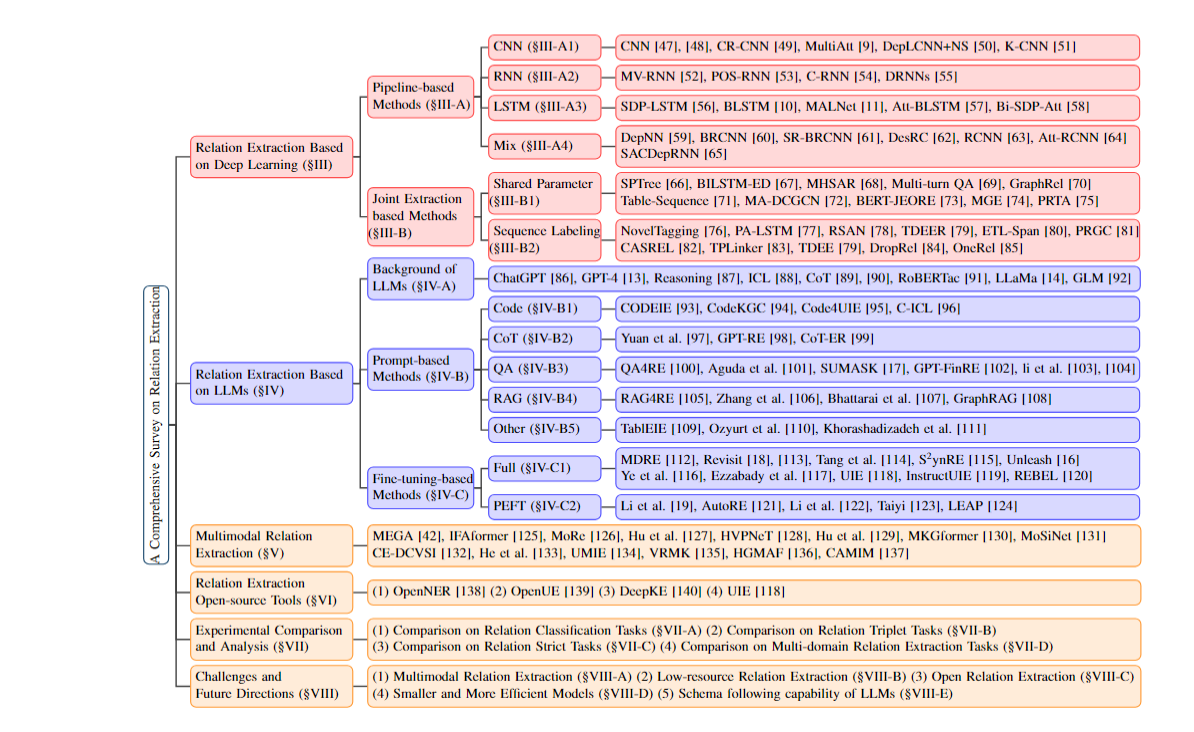 A Comprehensive Survey on Relation Extraction
Relation Extraction Based
on Deep Learning (§III)
Pipeline-based
Methods (§III-A)
CNN (§III-A1)
CNN [47], [48], CR-CNN [49], MultiAtt [9], DepLCNN+NS [50], K-CNN [51]
RNN (§III-A2)
MV-RNN [52], POS-RNN [53], C-RNN [54], DRNNs [55]
LSTM (§III-A3)
SDP-LSTM [56], BLSTM [10], MALNet [11], Att-BLSTM [57], Bi-SDP-Att [58]
Mix (§III-A4)
DepNN [59], BRCNN [60], SR-BRCNN [61], DesRC [62], RCNN [63], Att-RCNN [64]
SACDepRNN [65]
Joint Extraction
based Methods
(§III-B)
Shared Parameter
(§III-B1)
SPTree [66], BILSTM-ED [67], MHSAR [68], Multi-turn QA [69], GraphRel [70]
Table-Sequence [71], MA-DCGCN [72], BERT-JEORE [73], MGE [74], PRTA [75]
Sequence Labeling
(§III-B2)
NovelTagging [76], PA-LSTM [77], RSAN [78], TDEER [79], ETL-Span [80], PRGC [81]
CASREL [82], TPLinker [83], TDEE [79], DropRel [84], OneRel [85]
Relation Extraction Based
on LLMs (§IV)
Background of
LLMs (§IV-A)
ChatGPT [86], GPT-4 [13], Reasoning [87], ICL [88], CoT [89], [90], RoBERTac [91], LLaMa [14], GLM [92]
Prompt-based
Methods (§IV-B)
Code (§IV-B1)
CODEIE [93], CodeKGC [94], Code4UIE [95], C-ICL [96]
CoT (§IV-B2)
Yuan et al. [97], GPT-RE [98], CoT-ER [99]
QA (§IV-B3)
QA4RE [100], Aguda et al. [101], SUMASK [17], GPT-FinRE [102], li et al. [103], [104]
RAG (§IV-B4)
RAG4RE [105], Zhang et al. [106], Bhattarai et al. [107], GraphRAG [108]
Other (§IV-B5)
TablEIE [109], Ozyurt et al. [110], Khorashadizadeh et al. [111]
Fine-tuning-based
Methods (§IV-C)
Full (§IV-C1)
MDRE [112], Revisit [18], [113], Tang et al. [114], S²ynRE [115], Unleash [16]
Ye et al. [116], Ezzabady et al. [117], UIE [118], InstructUIE [119], REBEL [120]
PEFT (§IV-C2)
Li et al. [19], AutoRE [121], Li et al. [122], Taiyi [123], LEAP [124]
Multimodal Relation
Extraction (§V)
MEGA [42], IFAformer [125], MoRe [126], Hu et al. [127], HVPNeT [128], Hu et al. [129], MKGformer [130], MoSiNet [131]
CE-DCVSI [132], He et al. [133], UMIE [134], VRMK [135], HGMAF [136], CAMIM [137]
Relation Extraction
Open-source Tools (§VI)
(1) OpenNER [138] (2) OpenUE [139] (3) DeepKE [140] (4) UIE [118]
Experimental Comparison
and Analysis (§VII)
(1) Comparison on Relation Classification Tasks (§VII-A) (2) Comparison on Relation Triplet Tasks (§VII-B)
(3) Comparison on Relation Strict Tasks (§VII-C) (4) Comparison on Multi-domain Relation Extraction Tasks (§VII-D)
Challenges and
Future Directions (§VIII)
(1) Multimodal Relation Extraction (§VIII-A) (2) Low-resource Relation Extraction (§VIII-B) (3) Open Relation Extraction (§VIII-C)
(4) Smaller and More Efficient Models (§VIII-D) (5) Schema following capability of LLMs (§VIII-E)